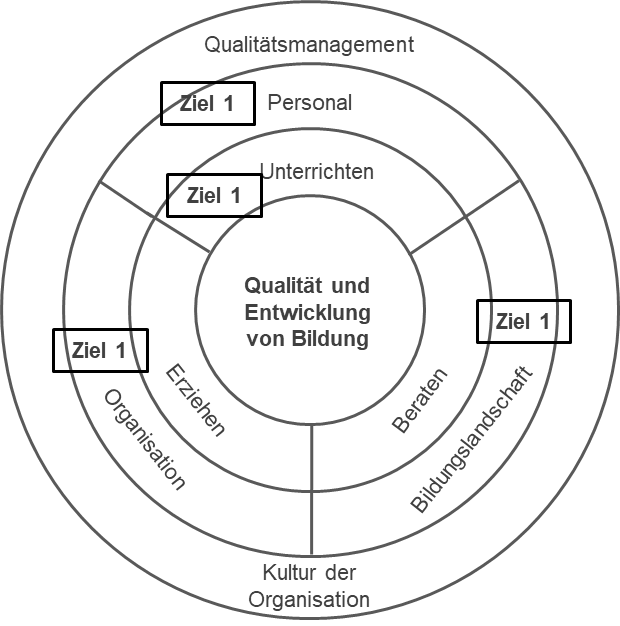 Qualitätsmanagement
Ziel 1
Personal
Unterrichten
Ziel 1
Qualität und
Entwicklung
von Bildung
Ziel 1
Ziel 1
Erziehen
Beraten
Organisation
Bildungslandschaft
Kultur der
Organisation